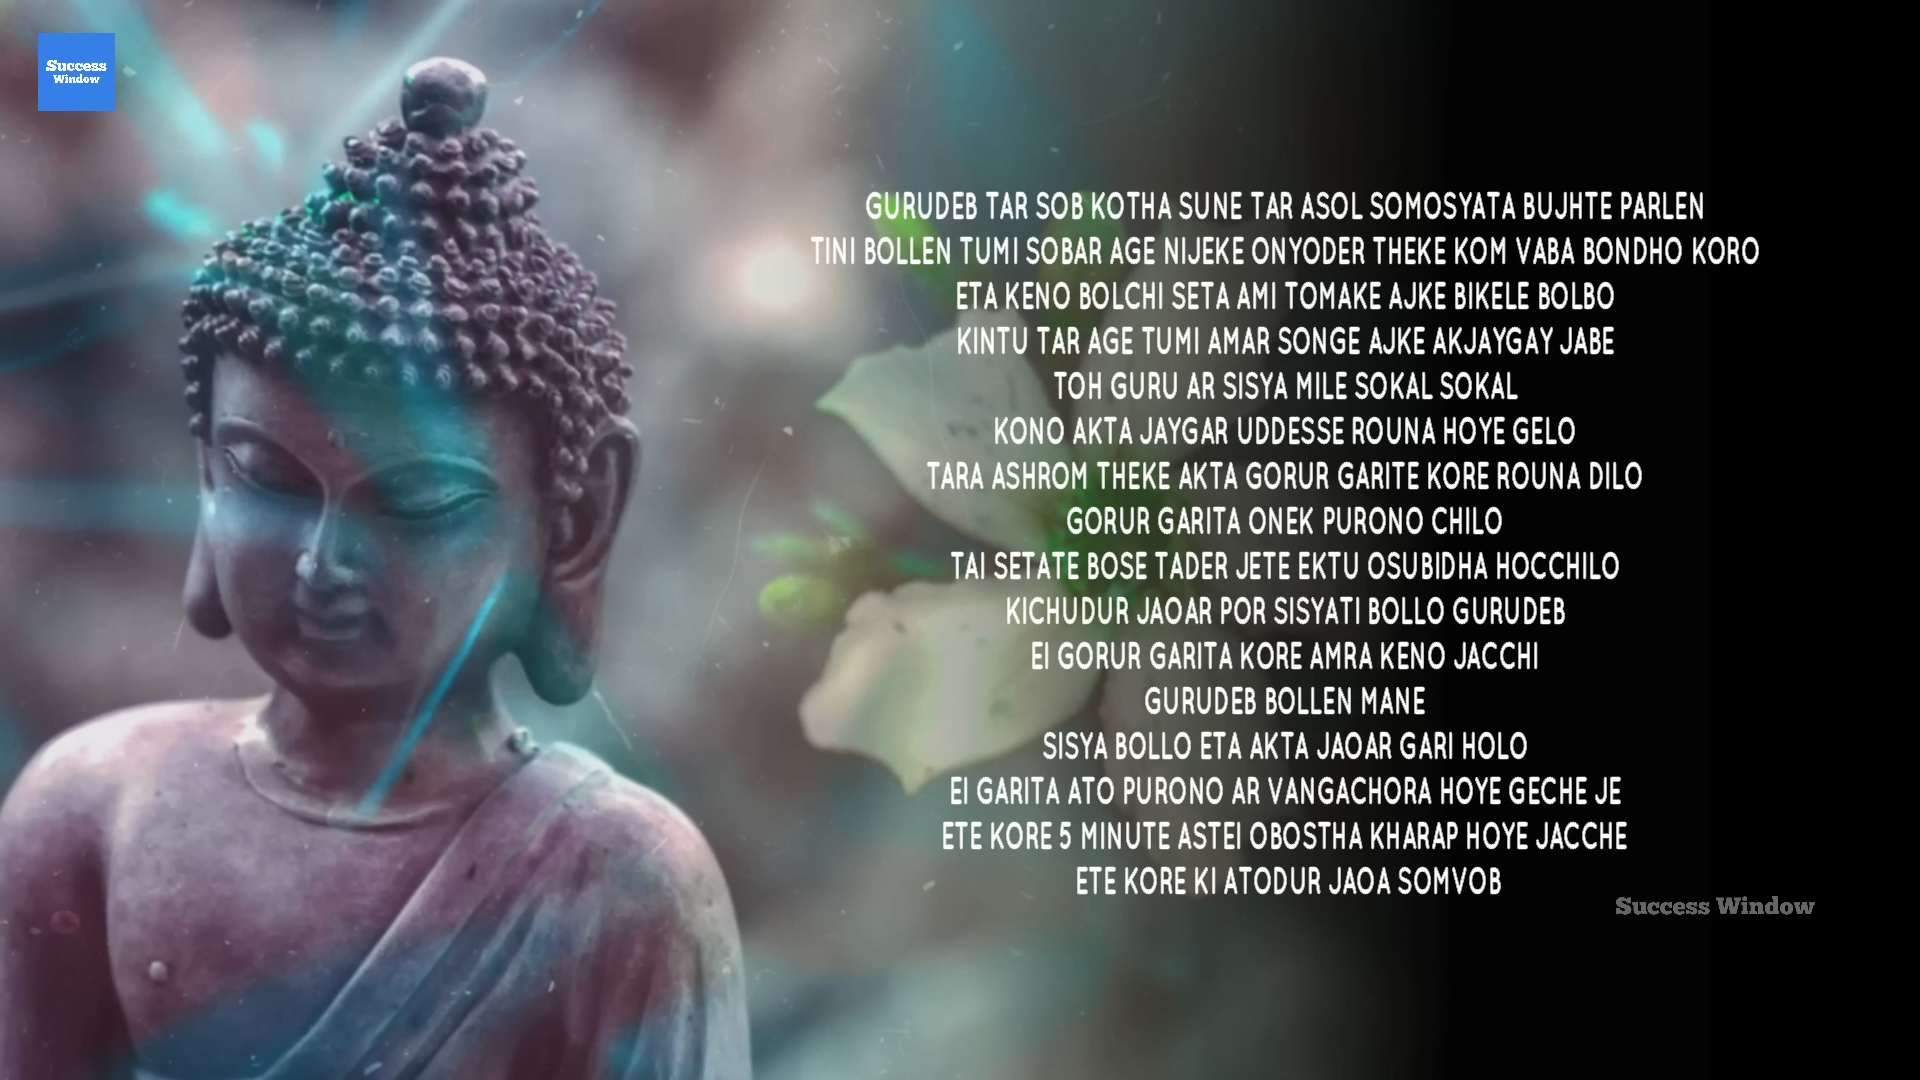 Success
Window
GURUDEB TAR SOB KOTHA SUNE TAR ASOL SOMOSYATA BUJHTE PARLEN
TINI BOLLEN TUMI SOBAR AGE NIJEKE ONYODER THEKE KOM VABA BONDHO KORO
ETA KENO BOLCHI SETA AMI TOMAKE AJKE BIKELE BOLBO
KINTU TAR AGE TUMI AMAR SONGE AJKE AKJAYGAY JABE
TOH GURU AR SISYA MILE SOKAL SOKAL
KONO AKTA JAYGAR UDDESSE ROUNA HOYE GELO
TARA ASHROM THEKE AKTA GORUR GARITE KORE ROUNA DILO
GORUR GARITA ONEK PURONO CHILO
TAI SETATE BOSE TADER JETE EKTU OSUBIDHA HOCCHILO
KICHUDUR JAOAR POR SISYATI BOLLO GURUDEB
EI GORUR GARITA KORE AMRA KENO JACCHI
GURUDEB BOLLEN MANE
SISYA BOLLO ETA AKTA JAOAR GARI HOLO
EI GARITA ATO PURONO AR VANGACHORA HOYE GECHE JE
ETE KORE 5 MINUTE ASTEI OBOSTHA KHARAP HOYE JACCHE
ETE KORE KI ATODUR JAOA SOMVOB
Success Window